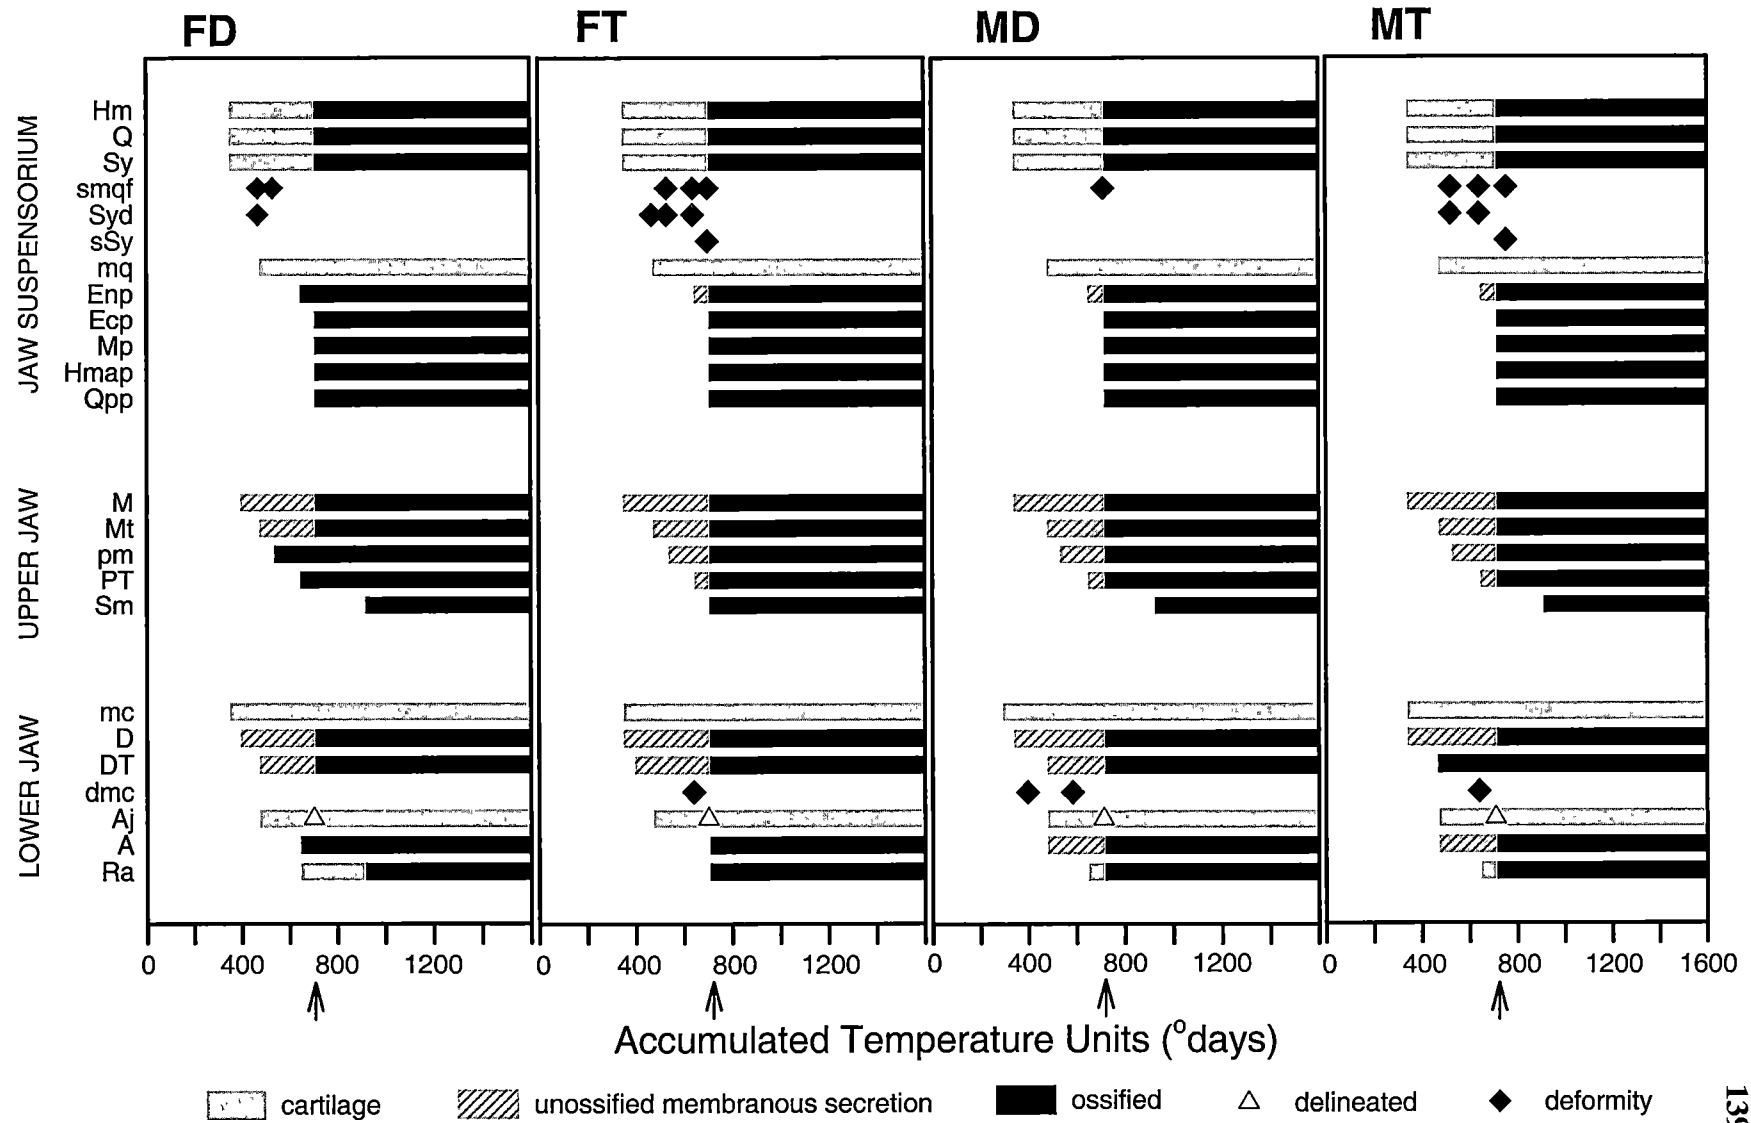 FD FT MD MT
JAW SUSPENSORIUM
Hm
Q
Sy
smqf
Syd
sSy
mq
Enp
Ecp
Mp
Hmap
Qpp
UPPER JAW
M
Mt
pm
PT
Sm
LOWER JAW
mc
D
DT
dmc
Aj
A
Ra
0 400 800 1200 0 400 800 1200 0 400 800 1200 0 400 800 1200 1600
Accumulated Temperature Units (°days)
cartilage unossified membranous secretion ossified delineated deformity